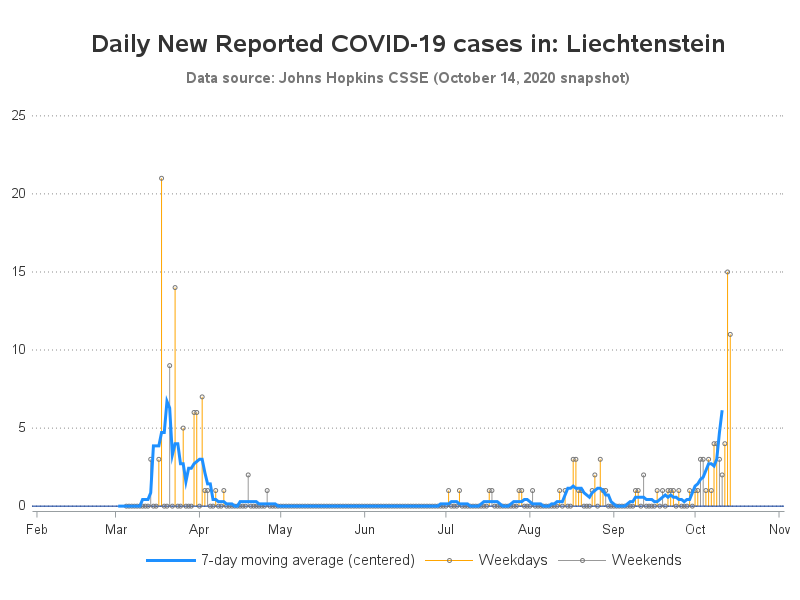 Daily New Reported COVID-19 cases in: Liechtenstein
Data source: Johns Hopkins CSSE (October 14, 2020 snapshot)
25
20
15
10
5
0
Feb Mar Apr May Jun Jul Aug Sep Oct Nov
7-day moving average (centered) Weekdays Weekends